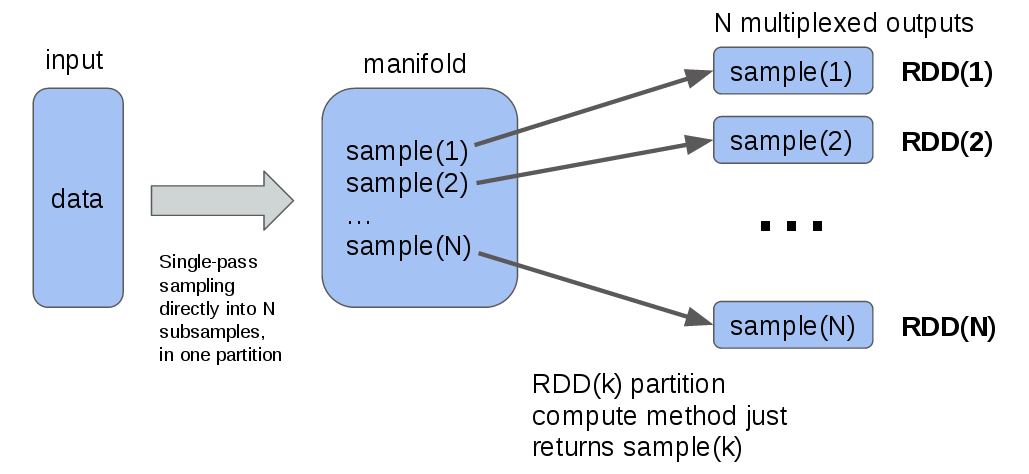 input
data
Single-pass
sampling
directly into N
subsamples,
in one partition
manifold
sample(1)
sample(2)
...
sample(N)
N multiplexed outputs
sample(1) RDD(1)
sample(2) RDD(2)
...
sample(N) RDD(N)
RDD(k) partition
compute method just
returns sample(k)